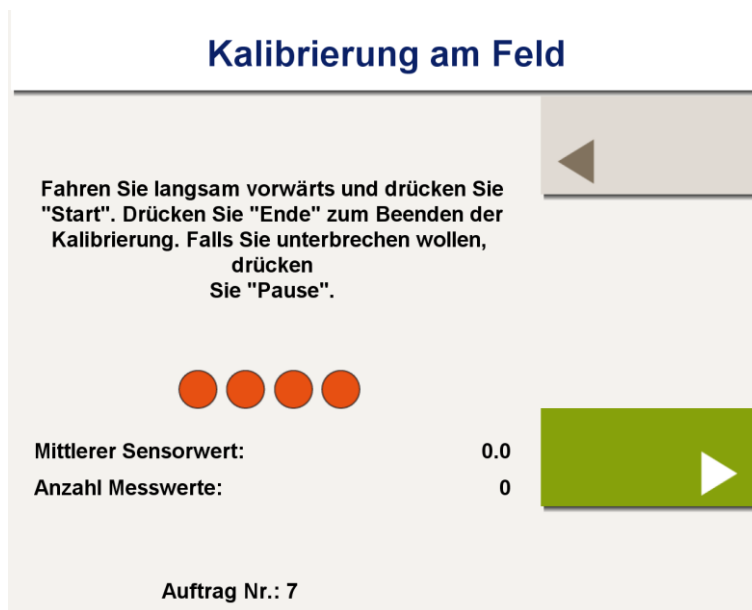 Kalibrierung am Feld
Fahren Sie langsam vorwärts und drücken Sie
"Start". Drücken Sie "Ende" zum Beenden der
Kalibrierung. Falls Sie unterbrechen wollen,
drücken
Sie "Pause".
Mittlerer Sensorwert: 0.0
Anzahl Messwerte: 0
Auftrag Nr.: 7